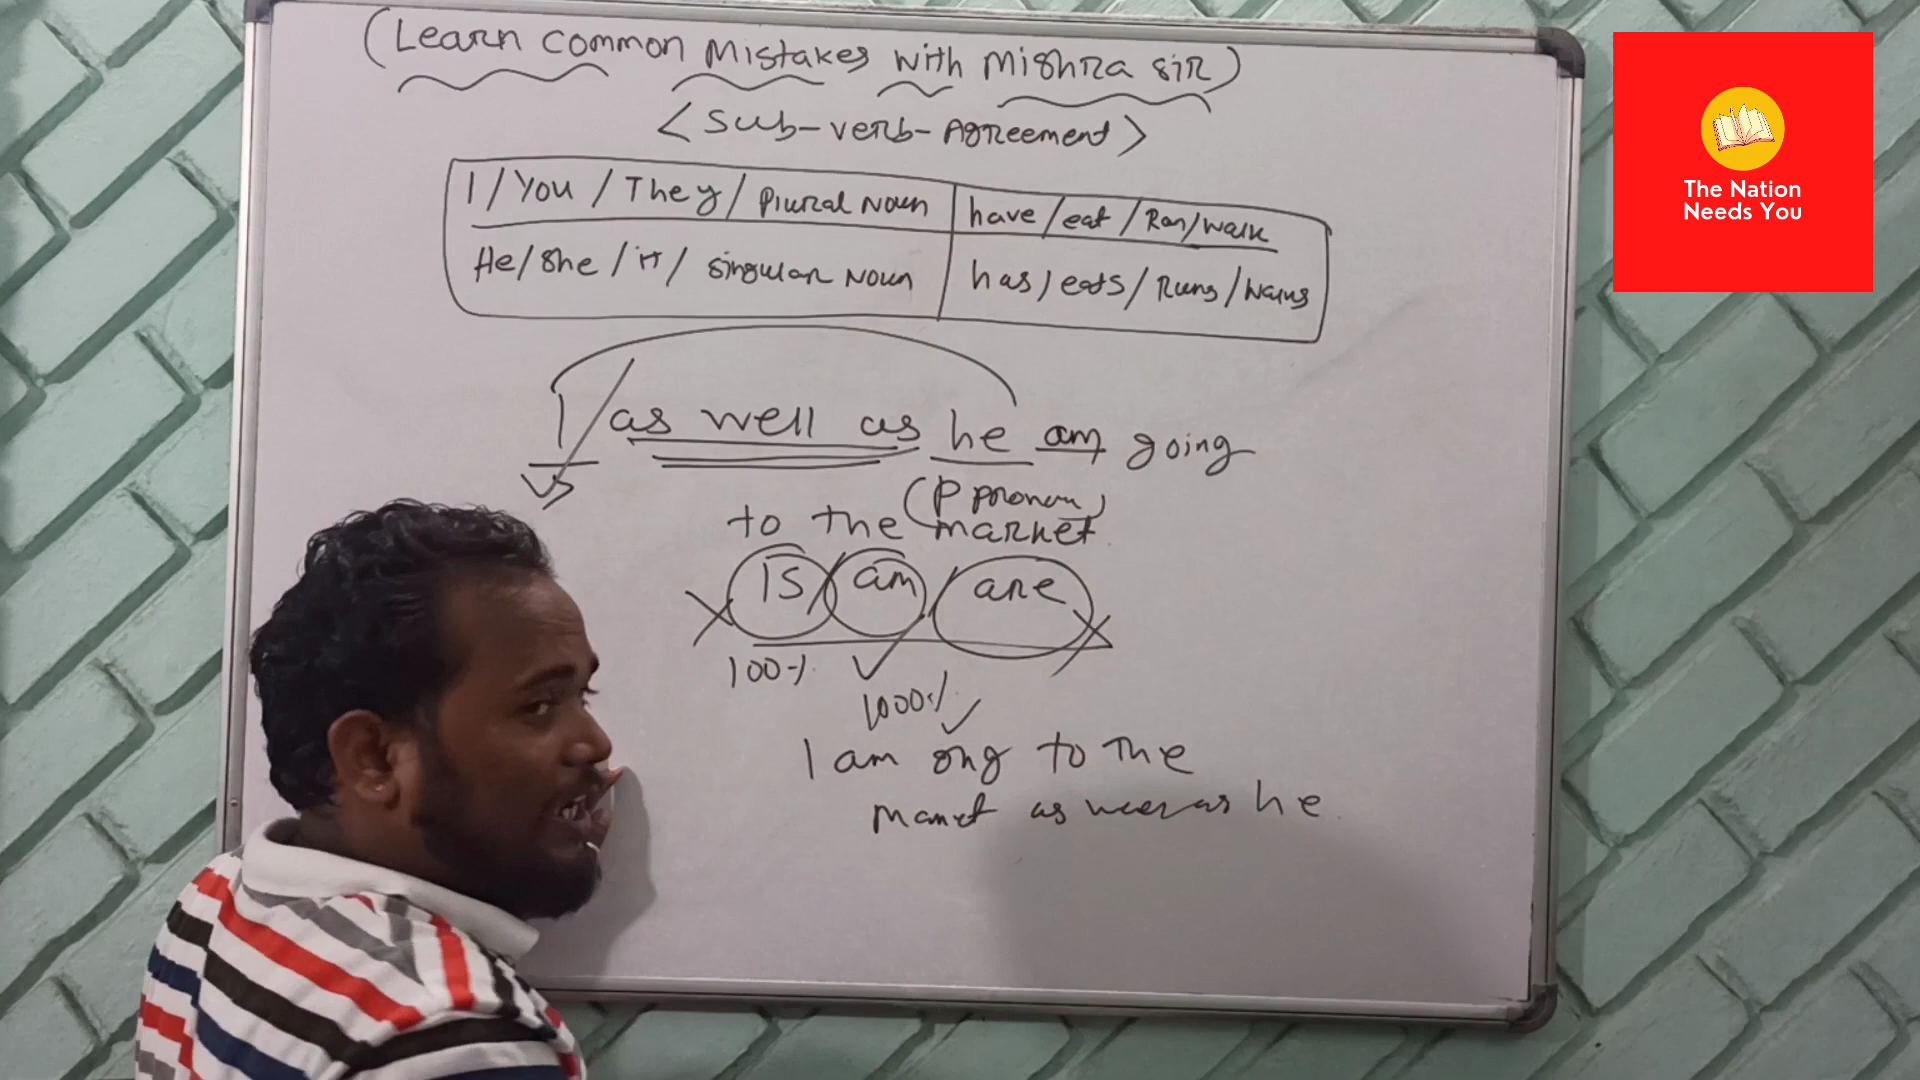 (Learn common Mistakes with Mishra sir)
<Sub-verb-Agreement>
I/You/They/Plural Noun have/eat/Run/walk
He/She/it/singular Noun has/eats/Runs/walks
I/as well as he am going
(P pronoun)
to the market
is/am/are
100%
1000%
I am going to the
market as well as he
The Nation
Needs You